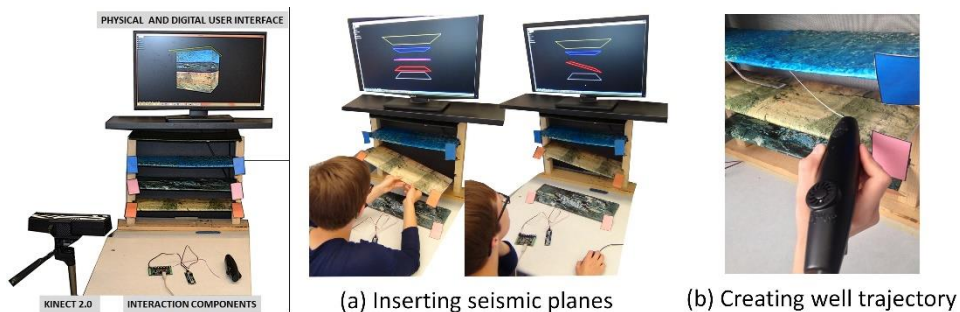 PHYSICAL AND DIGITAL USER INTERFACE
KINECT 2.0
INTERACTION COMPONENTS
(a) Inserting seismic planes
(b) Creating well trajectory